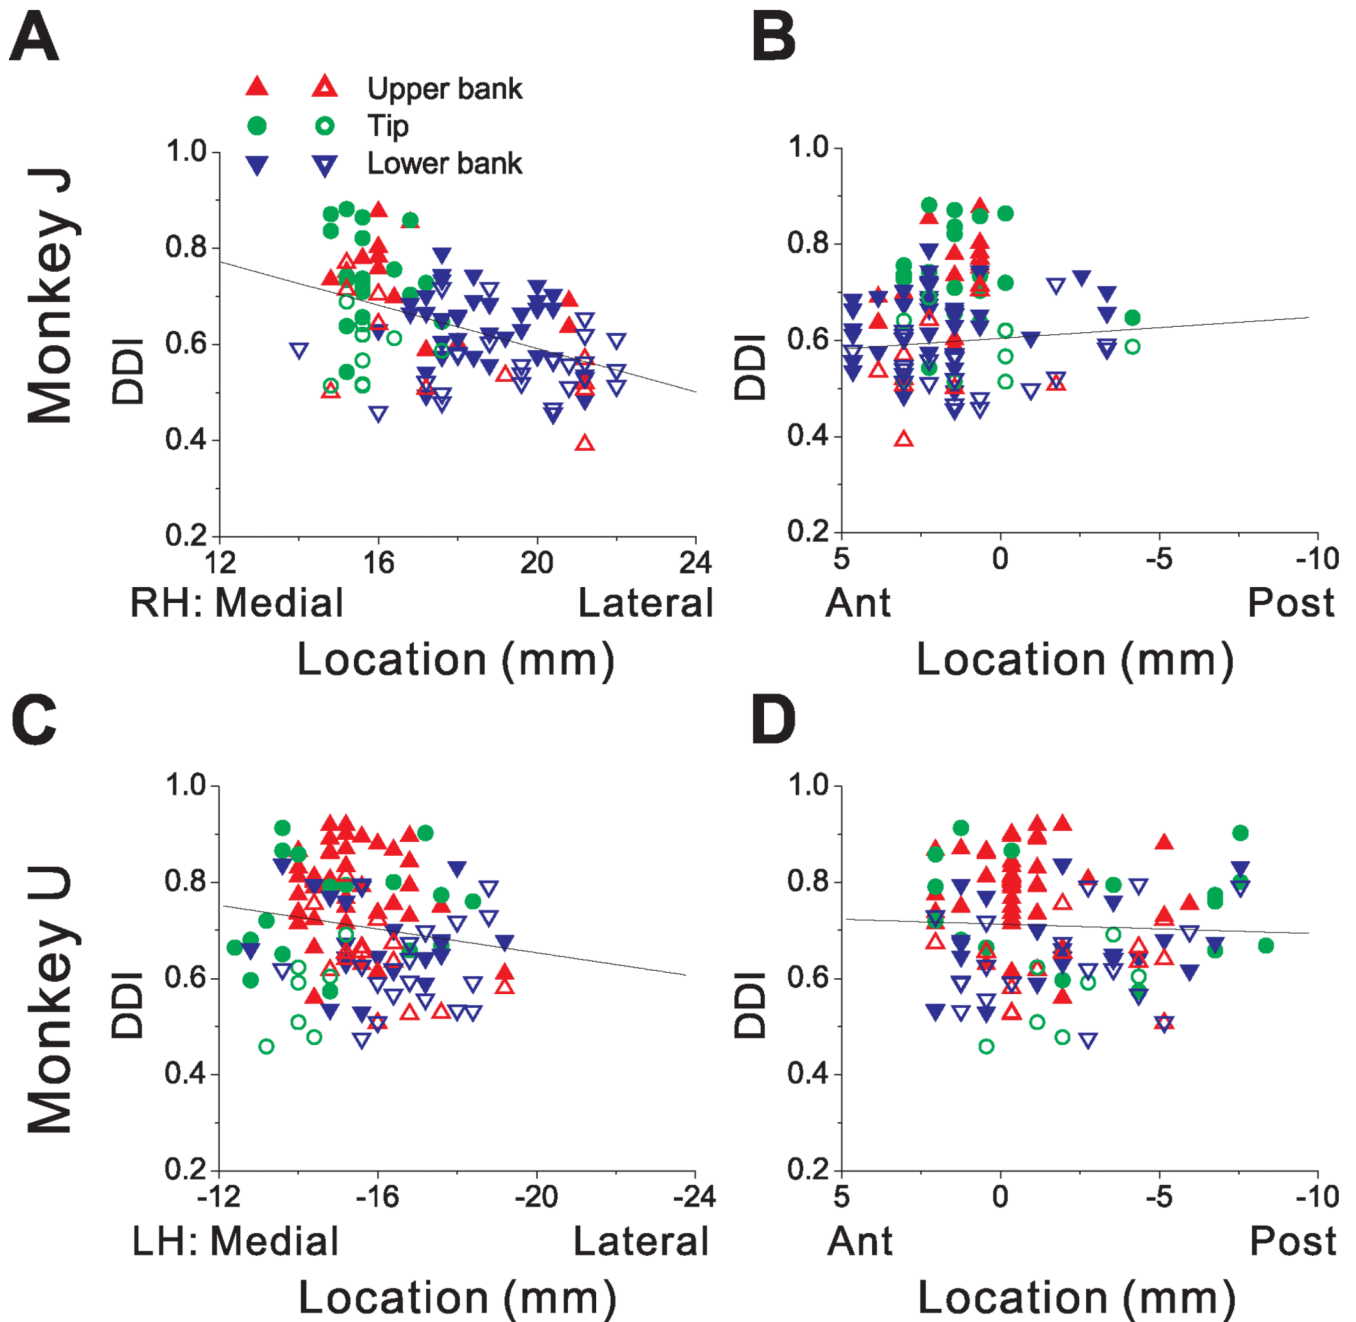 A
B
Upper bank
Tip
Lower bank
Monkey J
DDI
1.0
0.8
0.6
0.4
0.2
12
16
20
24
RH: Medial
Lateral
Location (mm)
DDI
1.0
0.8
0.6
0.4
0.2
5
0
-5
-10
Ant
Post
Location (mm)
C
D
Monkey U
DDI
1.0
0.8
0.6
0.4
0.2
-12
-16
-20
-24
LH: Medial
Lateral
Location (mm)
DDI
1.0
0.8
0.6
0.4
0.2
5
0
-5
-10
Ant
Post
Location (mm)